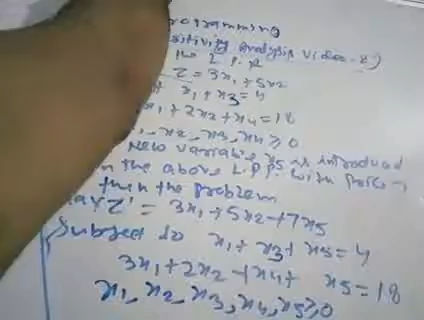 rogramming
sitivity analysis video-8)
the L.P.P
Z = 3x₁ + 5x₂
x₁ + x₃ = 4
x₁ + 2x₂ + x₄ = 18
x₂, x₃, x₄ ≥ 0
New variable x₅ is introduced
in the above L.P.P. with price
then the problem
ax Z' = 3x₁ + 5x₂ + 7x₅
Subject to x₁ + x₃ + x₅ = 4
3x₁ + 2x₂ + x₄ + x₅ = 18
x₁, x₂, x₃, x₄, x₅ ≥ 0